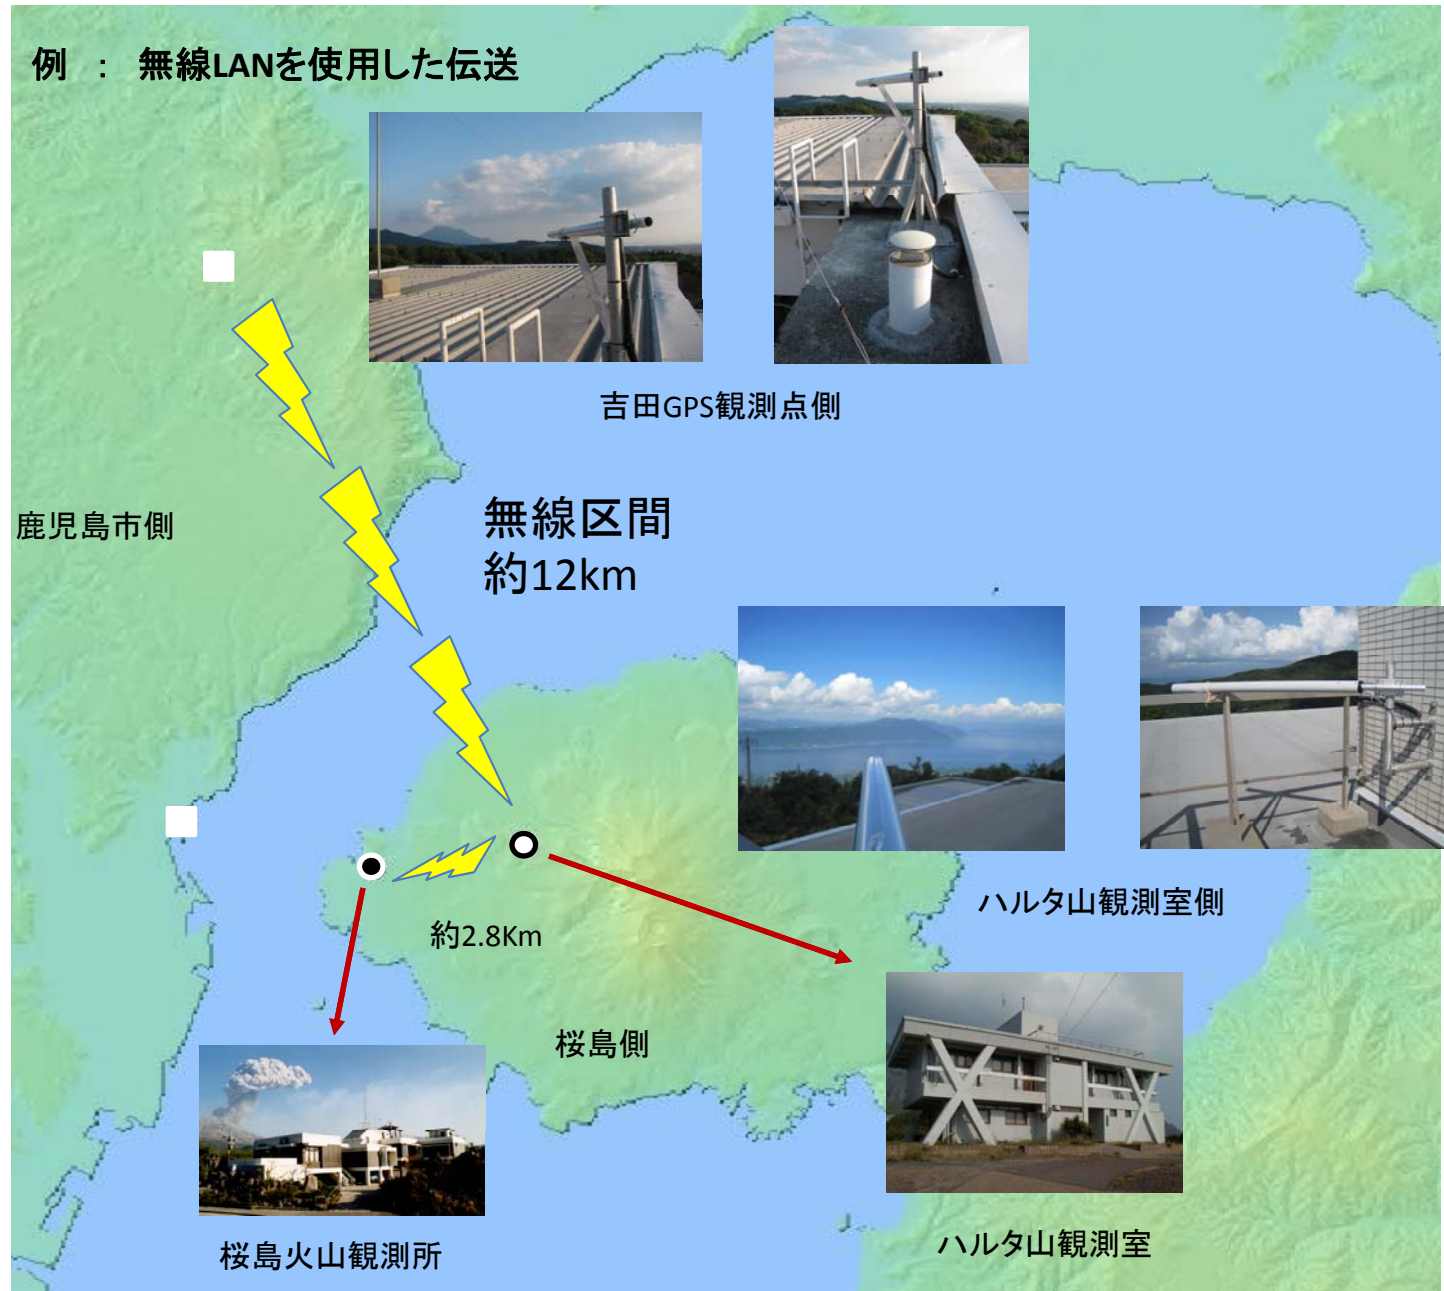 例 ： 無線LANを使用した伝送
吉田GPS観測点側
鹿児島市側
無線区間
約12km
ハルタ山観測室側
約2.8Km
桜島側
桜島火山観測所
ハルタ山観測室